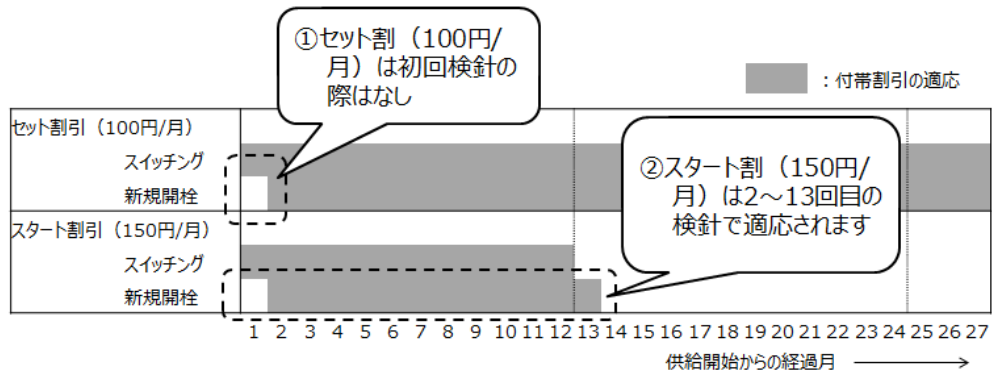 ①セット割（100円/
月）は初回検針の
際はなし
：付帯割引の適応
セット割引（100円/月）
スイッチング
新規開栓
②スタート割（150円/
月）は2～13回目の
検針で適応されます
スタート割引（150円/月）
スイッチング
新規開栓
1 2 3 4 5 6 7 8 9 10 11 12 13 14 15 16 17 18 19 20 21 22 23 24 25 26 27
供給開始からの経過月